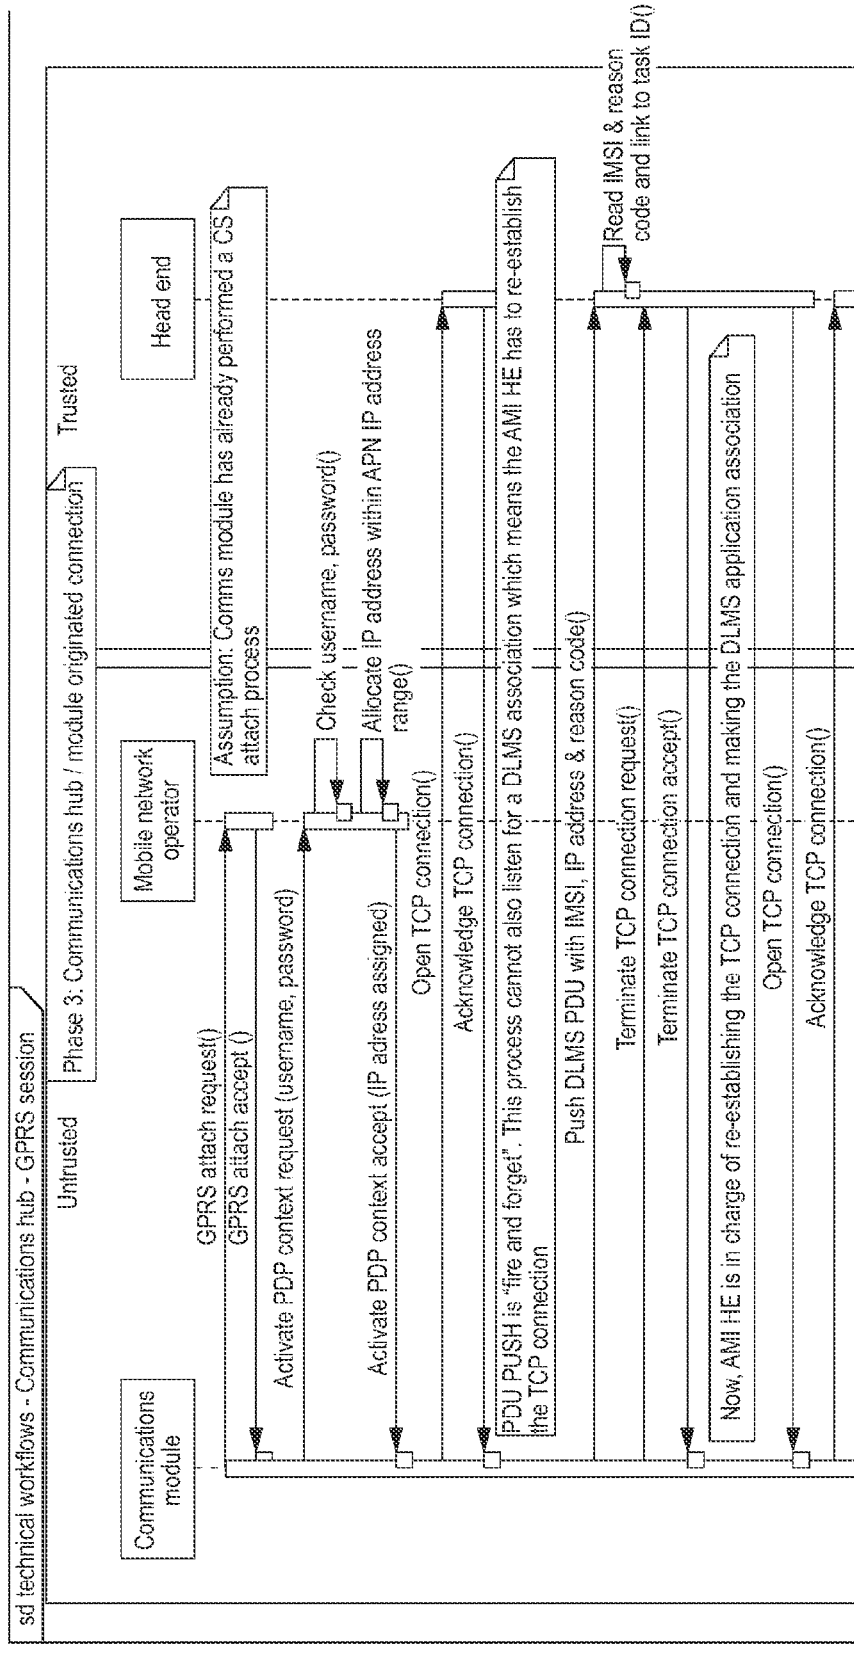 sd technical workflows - Communications hub - GPRS session
Untrusted
Phase 3: Communications hub / module originated connection
Trusted
Communications
module
Mobile network
operator
Head end
Assumption: Comms module has already performed a CS
attach process
GPRS attach request()
GPRS attach accept ()
Activate PDP context request (username, password)
Check username, password()
Allocate IP address within APN IP address
range()
Activate PDP context accept (IP adress assigned)
Open TCP connection()
Acknowledge TCP connection()
PDU PUSH is "fire and forget". This process cannot also listen for a DLMS association which means the AMI HE has to re-establish
the TCP connection
Push DLMS PDU with IMSI, IP address & reason code()
Read IMSI & reason
code and link to task ID()
Terminate TCP connection request()
Terminate TCP connection accept()
Now, AMI HE is in charge of re-establishing the TCP connection and making the DLMS application association
Open TCP connection()
Acknowledge TCP connection()